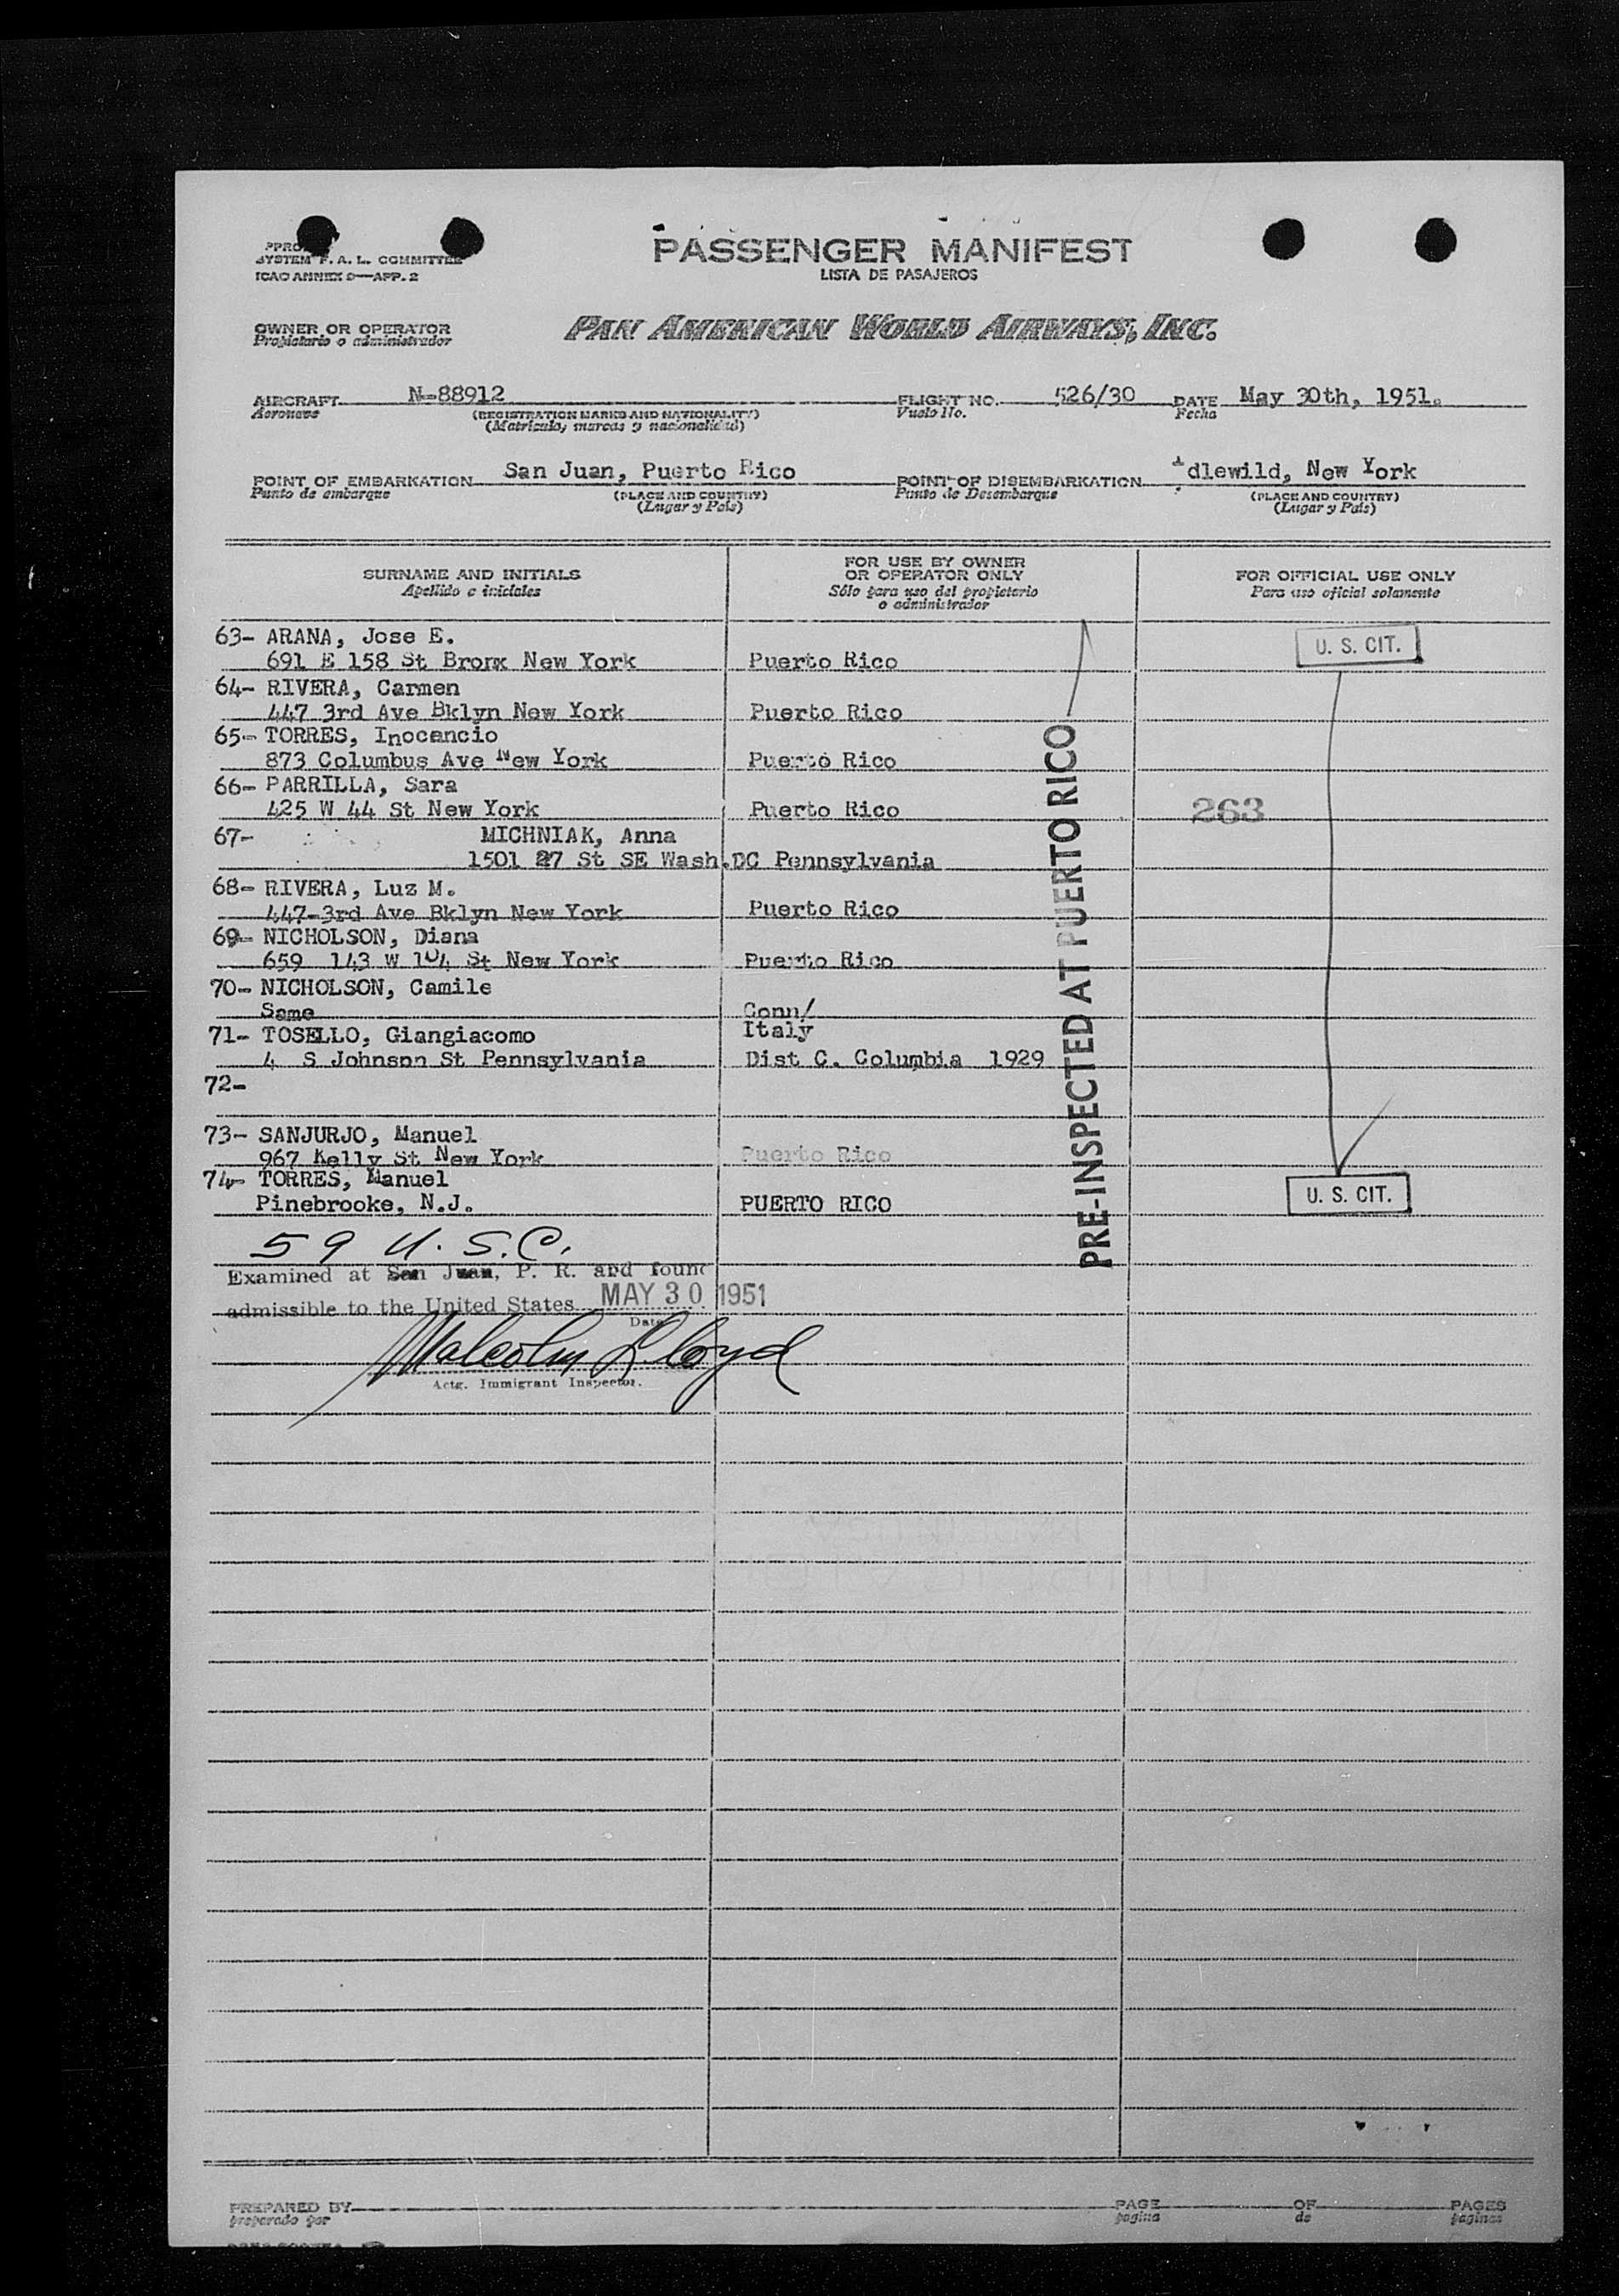 PASSENGER MANIFEST
LISTA DE PASAJEROS
SYSTEM F. A. L. COMMITTEE
ICAO ANNEX 9—APP. 2
OWNER OR OPERATOR
Propietario o administrador
PAN AMERICAN WORLD AIRWAYS, INC.
AIRCRAFT N-88912 FLIGHT NO. 526/30 DATE May 30th, 1951.
Aeronave (REGISTRATION MARKS AND NATIONALITY) Vuelo No. Fecha
(Matricula, marcas y nacionalidad)
POINT OF EMBARKATION San Juan, Puerto Rico POINT OF DISEMBARKATION Idlewild, New York
Punto de embarque (PLACE AND COUNTRY) Punto de Desembarque (PLACE AND COUNTRY)
(Lugar y País) (Lugar y País)
SURNAME AND INITIALS
Apellido e iniciales
FOR USE BY OWNER
OR OPERATOR ONLY
Sólo para uso del propietario
o administrador
FOR OFFICIAL USE ONLY
Para uso oficial solamente
63- ARANA, Jose E.
691 E 158 St Bronx New York Puerto Rico U. S. CIT.
64- RIVERA, Carmen
447 3rd Ave Bklyn New York Puerto Rico
65- TORRES, Inocencio
873 Columbus Ave New York Puerto Rico
66- PARRILLA, Sara
425 W 44 St New York Puerto Rico 263
67- MICHNIAK, Anna
1501 27 St SE Wash.DC Pennsylvania
68- RIVERA, Luz M.
447-3rd Ave Bklyn New York Puerto Rico
69- NICHOLSON, Diana
659 143 W 104 St New York Puerto Rico
70- NICHOLSON, Camile
Same Conn/
71- TOSELLO, Giangiacomo Italy
4 S Johnson St Pennsylvania Dist C. Columbia 1929
72-
73- SANJURJO, Manuel
967 Kelly St New York Puerto Rico
74- TORRES, Manuel
Pinebrooke, N.J. PUERTO RICO U. S. CIT.
PRE-INSPECTED AT PUERTO RICO
59 U.S.C.
Examined at San Juan, P. R. and found
admissible to the United States MAY 30 1951
Date
Malcolm L. Loyd
Actg. Immigrant Inspector.
PREPARED BY PAGE OF PAGES
preparado por pagina de paginas